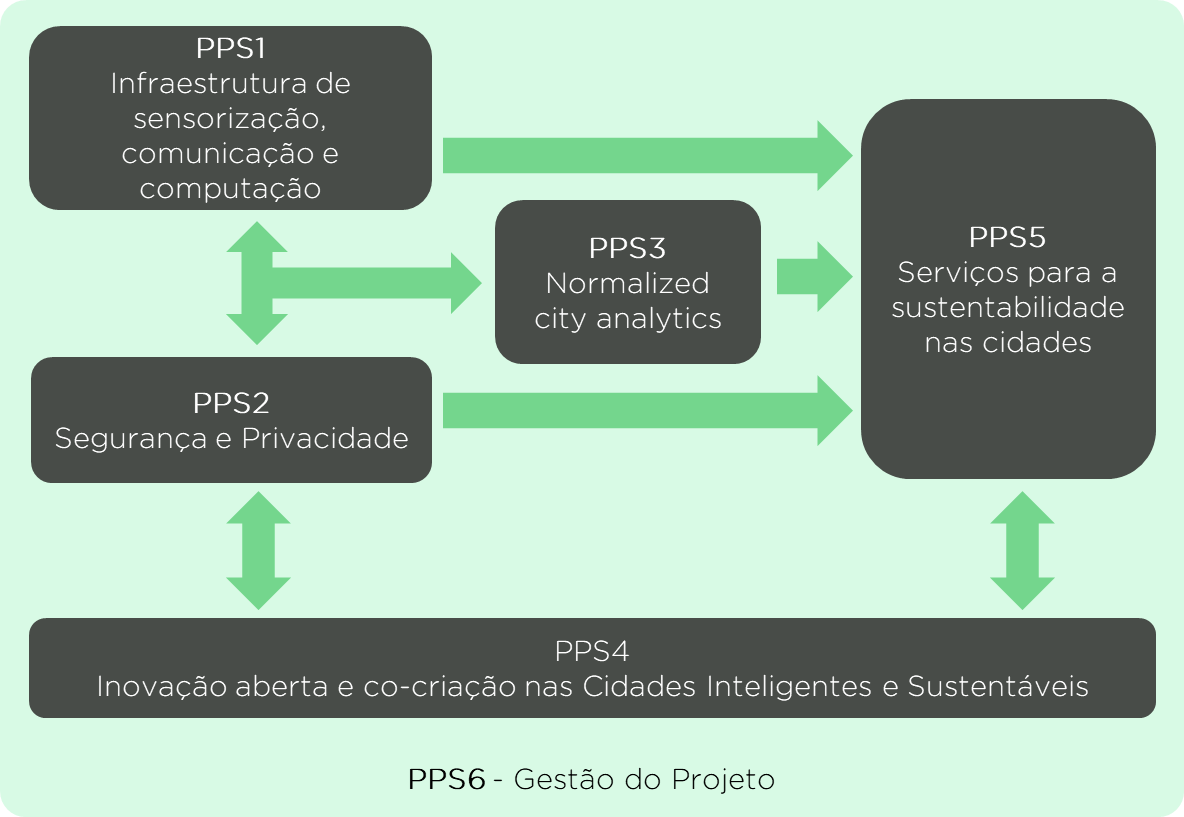 PPS1
Infraestrutura de
sensorização,
comunicação e
computação
PPS3
Normalized
city analytics
PPS5
Serviços para a
sustentabilidade
nas cidades
PPS2
Segurança e Privacidade
PPS4
Inovação aberta e co-criação nas Cidades Inteligentes e Sustentáveis
PPS6 - Gestão do Projeto